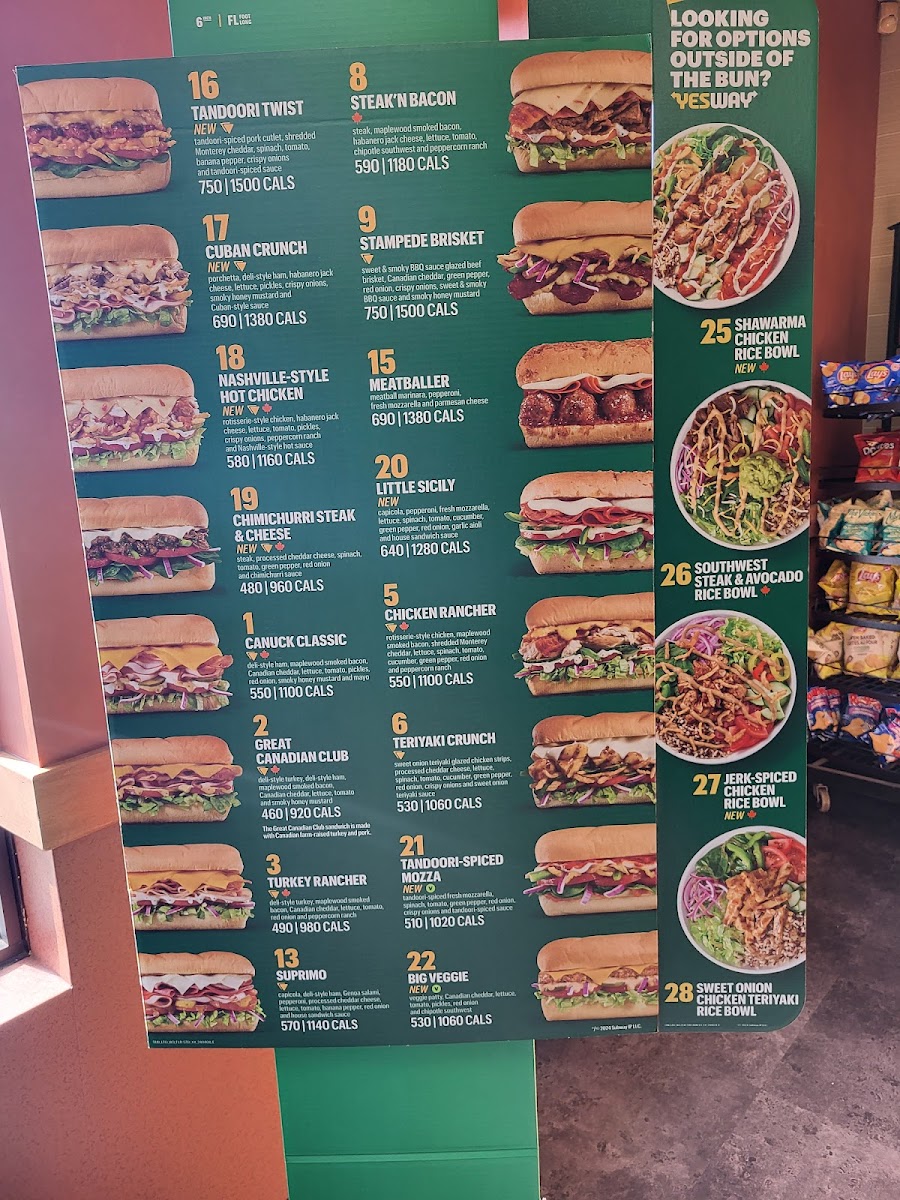 6 INCH | FL FOOT LONG
16
TANDOORI TWIST
NEW
tandoori-spiced pork cutlet, shredded
Monterey cheddar, spinach, tomato,
banana pepper, crispy onions
and tandoori-spiced sauce
750 | 1500 CALS
17
CUBAN CRUNCH
NEW
porchetta, deli-style ham, habanero jack
cheese, lettuce, pickles, crispy onions,
smoky honey mustard and
Cuban-style sauce
690 | 1380 CALS
18
NASHVILLE-STYLE
HOT CHICKEN
NEW
rotisserie-style chicken, habanero jack
cheese, lettuce, tomato, pickles,
crispy onions, peppercorn ranch
and Nashville-style hot sauce
580 | 1160 CALS
19
CHIMICHURRI STEAK
& CHEESE
NEW
steak, processed cheddar cheese, spinach,
tomato, green pepper, red onion
and chimichurri sauce
480 | 960 CALS
1
CANUCK CLASSIC
deli-style ham, maplewood smoked bacon,
Canadian cheddar, lettuce, tomato, pickles,
red onion, smoky honey mustard and mayo
550 | 1100 CALS
2
GREAT
CANADIAN CLUB
deli-style turkey, deli-style ham,
maplewood smoked bacon,
Canadian cheddar, lettuce, tomato
and smoky honey mustard
460 | 920 CALS
The Great Canadian Club sandwich is made
with Canadian farm-raised turkey and pork.
3
TURKEY RANCHER
deli-style turkey, maplewood smoked
bacon, Canadian cheddar, lettuce, tomato,
red onion and peppercorn ranch
490 | 980 CALS
13
SUPRIMO
capicola, deli-style ham, Genoa salami,
pepperoni, processed cheddar cheese,
lettuce, tomato, banana pepper, red onion
and house sandwich sauce
570 | 1140 CALS
8
STEAK'N BACON
steak, maplewood smoked bacon,
habanero jack cheese, lettuce, tomato,
chipotle southwest and peppercorn ranch
590 | 1180 CALS
9
STAMPEDE BRISKET
sweet & smoky BBQ sauce glazed beef
brisket, Canadian cheddar, green pepper,
red onion, crispy onions, sweet & smoky
BBQ sauce and smoky honey mustard
750 | 1500 CALS
15
MEATBALLER
meatball marinara, pepperoni,
fresh mozzarella and parmesan cheese
690 | 1380 CALS
20
LITTLE SICILY
NEW
capicola, pepperoni, fresh mozzarella,
lettuce, spinach, tomato, cucumber,
green pepper, red onion, garlic aioli
and house sandwich sauce
640 | 1280 CALS
5
CHICKEN RANCHER
rotisserie-style chicken, maplewood
smoked bacon, shredded Monterey
cheddar, lettuce, spinach, tomato,
cucumber, green pepper, red onion
and peppercorn ranch
550 | 1100 CALS
6
TERIYAKI CRUNCH
sweet onion teriyaki glazed chicken strips,
processed cheddar cheese, lettuce,
spinach, tomato, cucumber, green pepper,
red onion, crispy onions and sweet onion
teriyaki sauce
530 | 1060 CALS
21
TANDOORI-SPICED
MOZZA
NEW V
tandoori-spiced fresh mozzarella,
spinach, tomato, green pepper, red onion,
crispy onions and tandoori-spiced sauce
510 | 1020 CALS
22
BIG VEGGIE
NEW V
veggie patty, Canadian cheddar, lettuce,
tomato, pickles, red onion
and chipotle southwest
530 | 1060 CALS
2024 Subway IP LLC.
LOOKING
FOR OPTIONS
OUTSIDE OF
THE BUN?
YESWAY
25 SHAWARMA
CHICKEN
RICE BOWL
NEW
26 SOUTHWEST
STEAK & AVOCADO
RICE BOWL
27 JERK-SPICED
CHICKEN
RICE BOWL
NEW
28 SWEET ONION
CHICKEN TERIYAKI
RICE BOWL
Lay's
Lay's
Doritos
Lay's